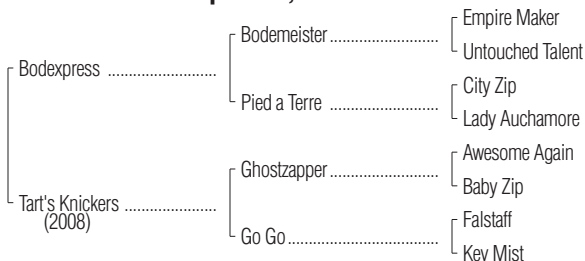 Empire Maker
Bodemeister ........................
Untouched Talent
Bodexpress ........................
City Zip
Pied a Terre ..........................
Lady Auchamore
Awesome Again
Ghostzapper ........................
Baby Zip
Tart's Knickers ....................
(2008)
Falstaff
Go Go ..................................
Key Mist